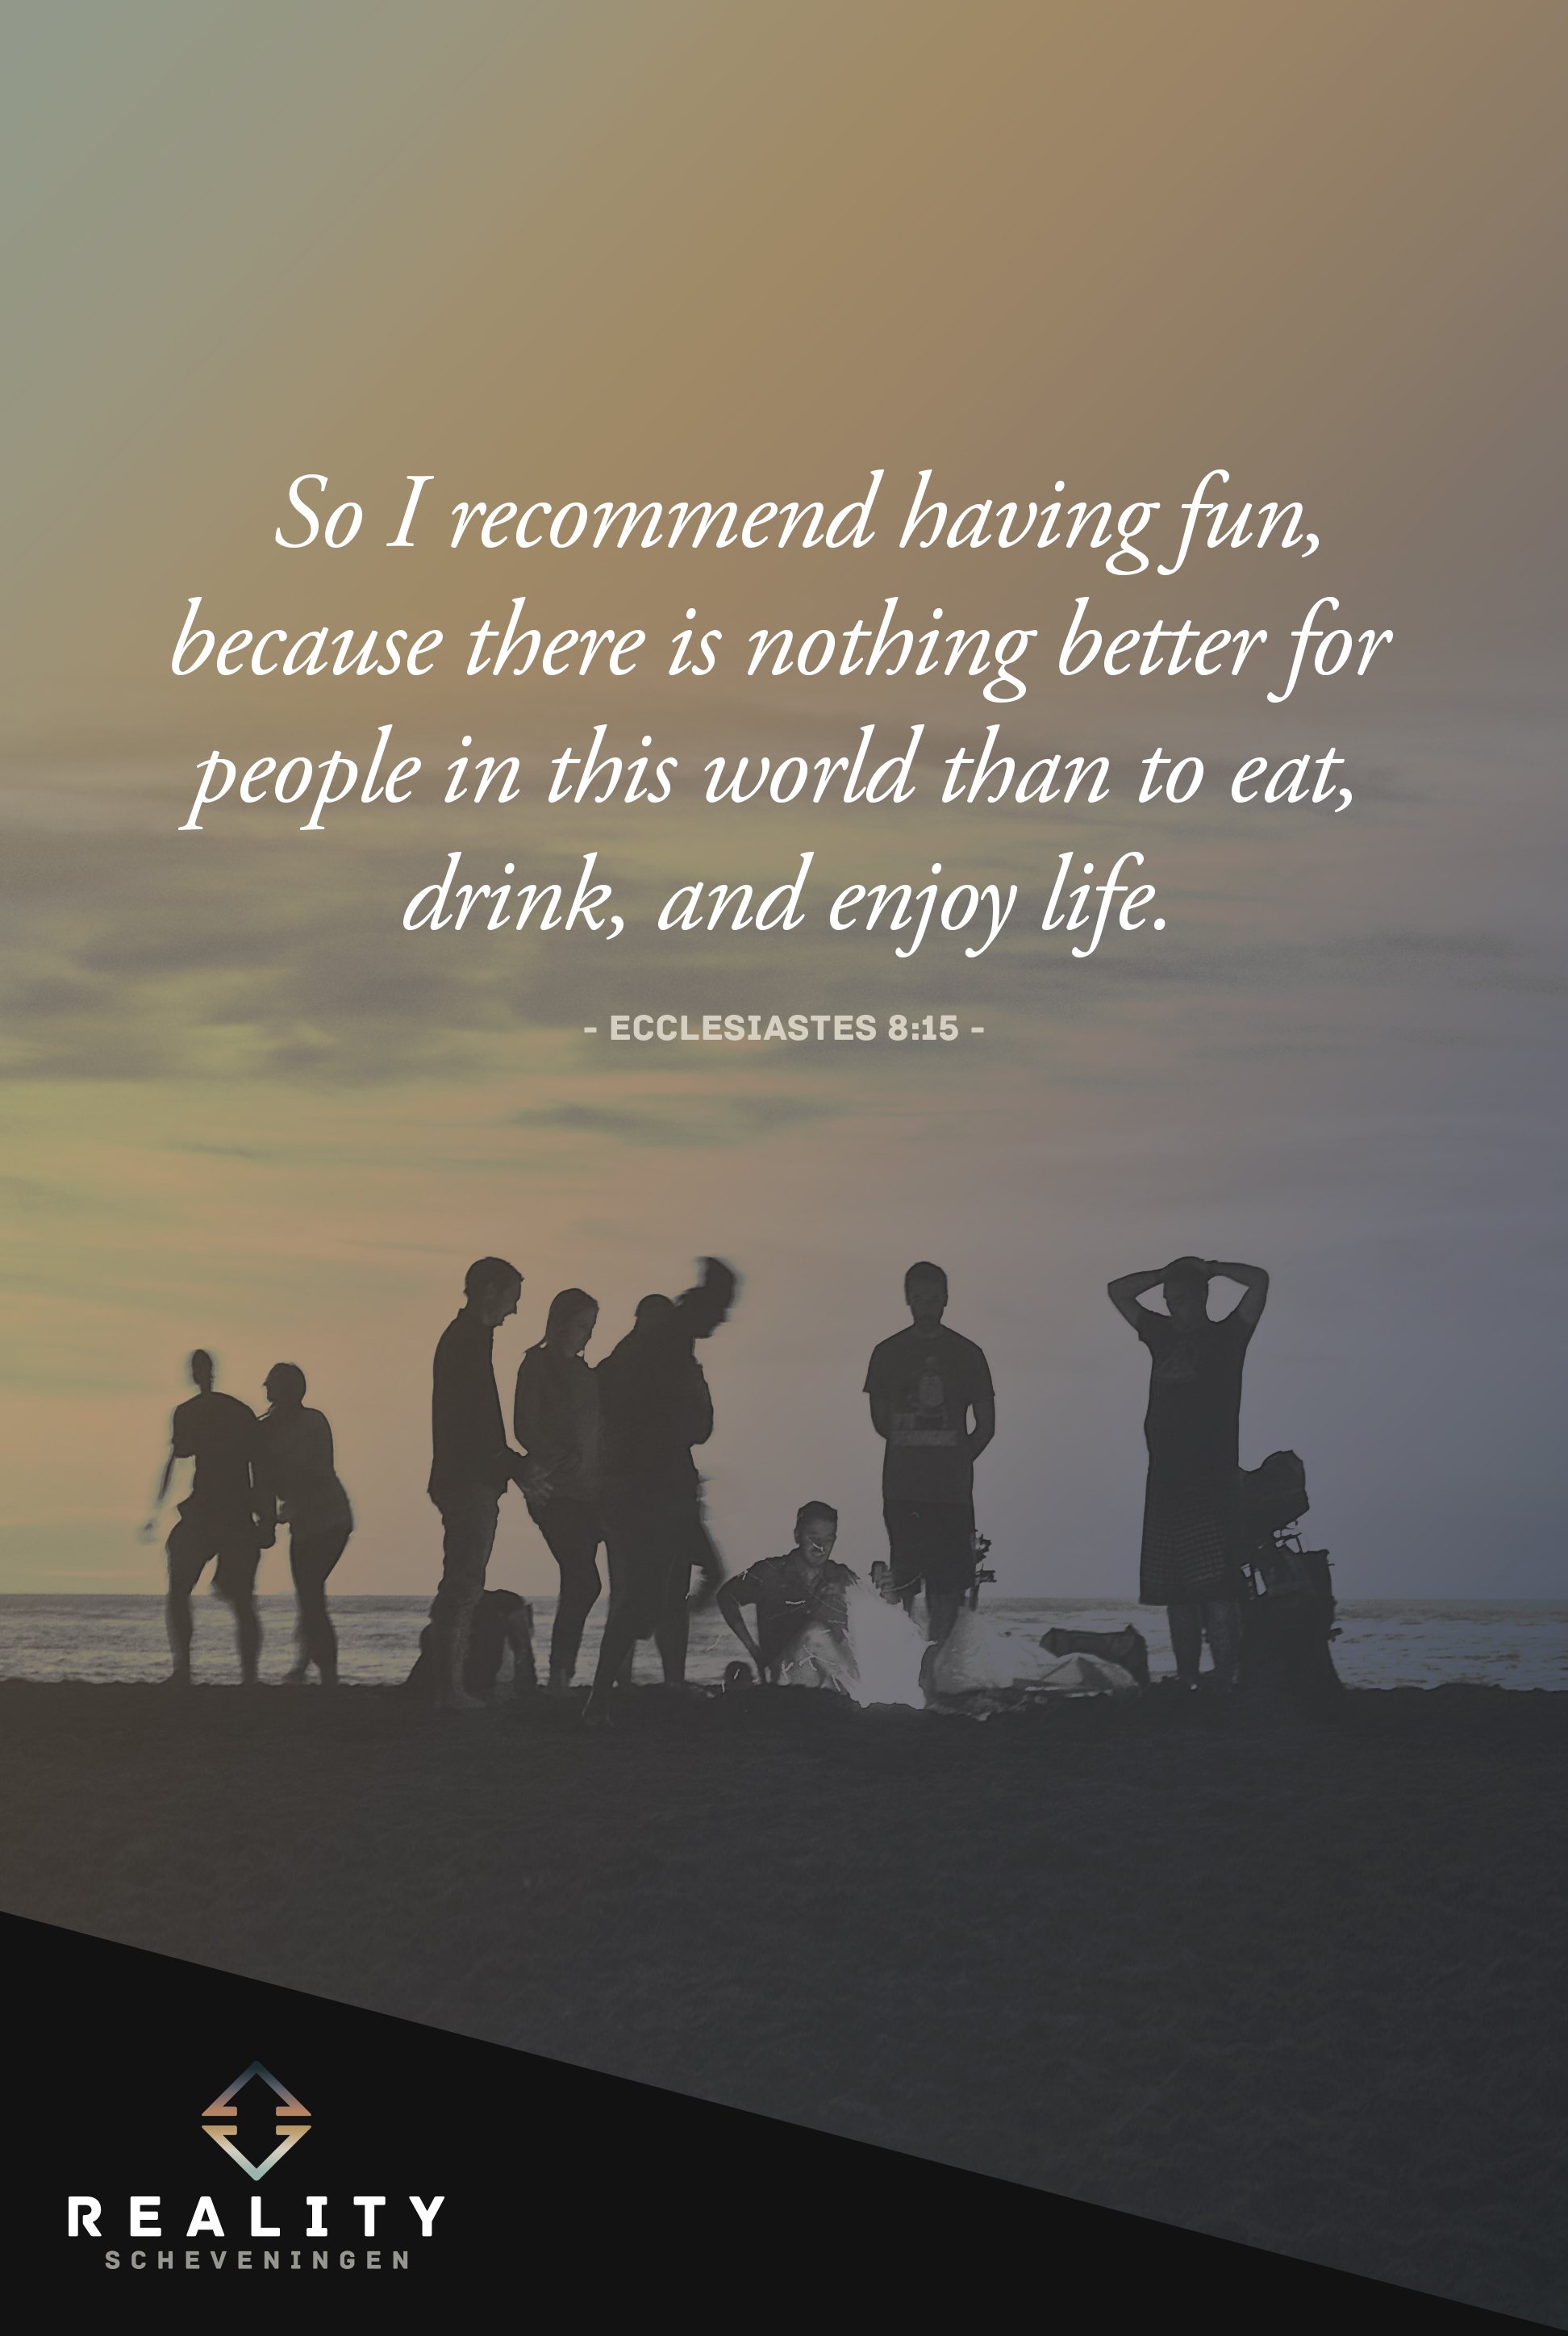 So I recommend having fun,
because there is nothing better for
people in this world than to eat,
drink, and enjoy life.
- ECCLESIASTES 8:15 -
REALITY
SCHEVENINGEN